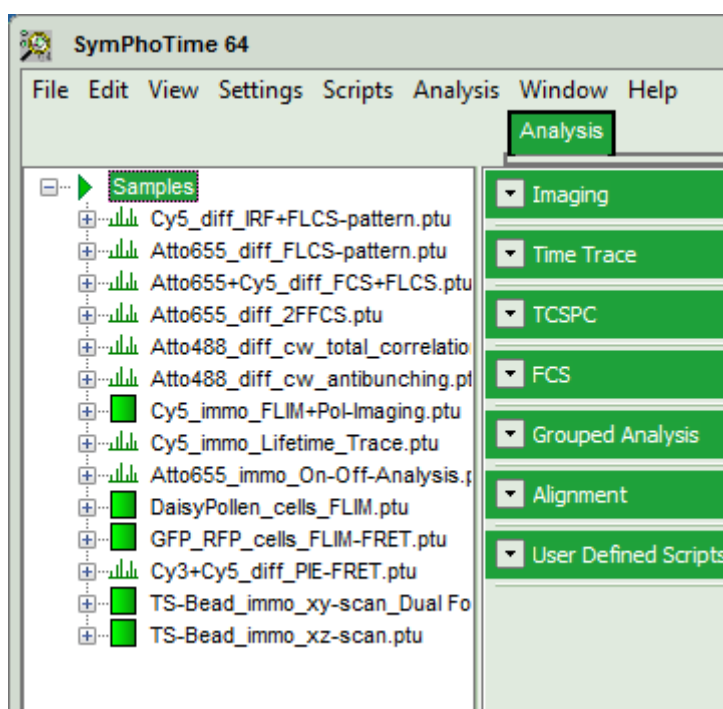 SymPhoTime 64
File Edit View Settings Scripts Analysis Window Help
Analysis
Samples
Cy5_diff_IRF+FLCS-pattern.ptu
Atto655_diff_FLCS-pattern.ptu
Atto655+Cy5_diff_FCS+FLCS.ptu
Atto655_diff_2FFCS.ptu
Atto488_diff_cw_total_correlatio
Atto488_diff_cw_antibunching.pt
Cy5_immo_FLIM+Pol-Imaging.ptu
Cy5_immo_Lifetime_Trace.ptu
Atto655_immo_On-Off-Analysis.p
DaisyPollen_cells_FLIM.ptu
GFP_RFP_cells_FLIM-FRET.ptu
Cy3+Cy5_diff_PIE-FRET.ptu
TS-Bead_immo_xy-scan_Dual Fo
TS-Bead_immo_xz-scan.ptu
Imaging
Time Trace
TCSPC
FCS
Grouped Analysis
Alignment
User Defined Scripts